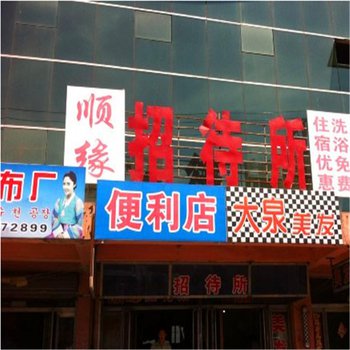 顺缘
招待所
住宿优惠
洗浴免费
布厂
72899
便利店
大泉美发
招待所